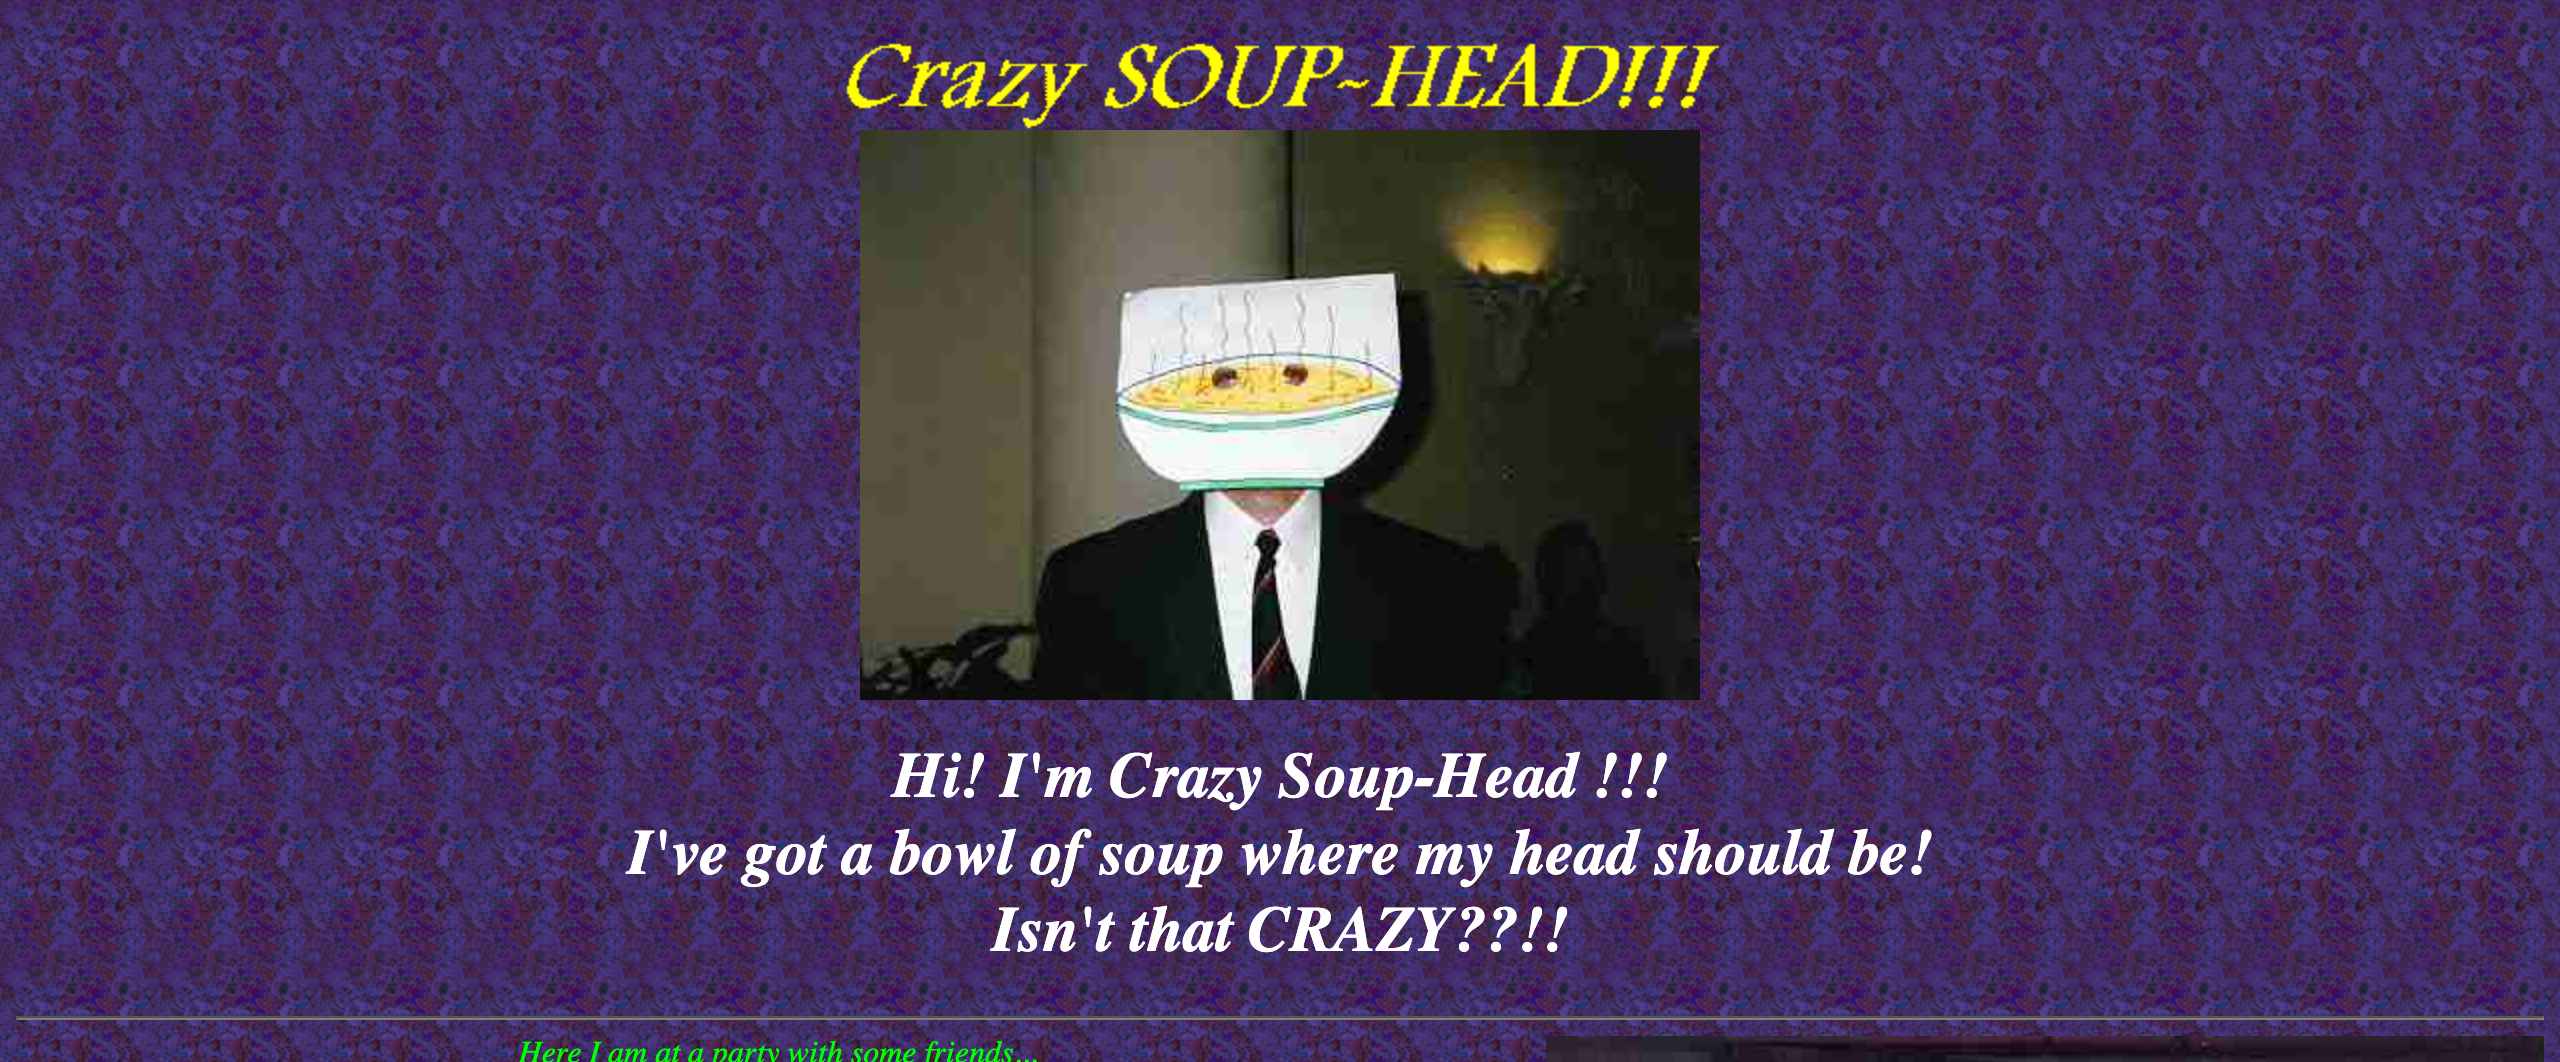 Crazy SOUP~HEAD!!!
Hi! I'm Crazy Soup-Head !!!
I've got a bowl of soup where my head should be!
Isn't that CRAZY??!!
Here I am at a party with some friends...